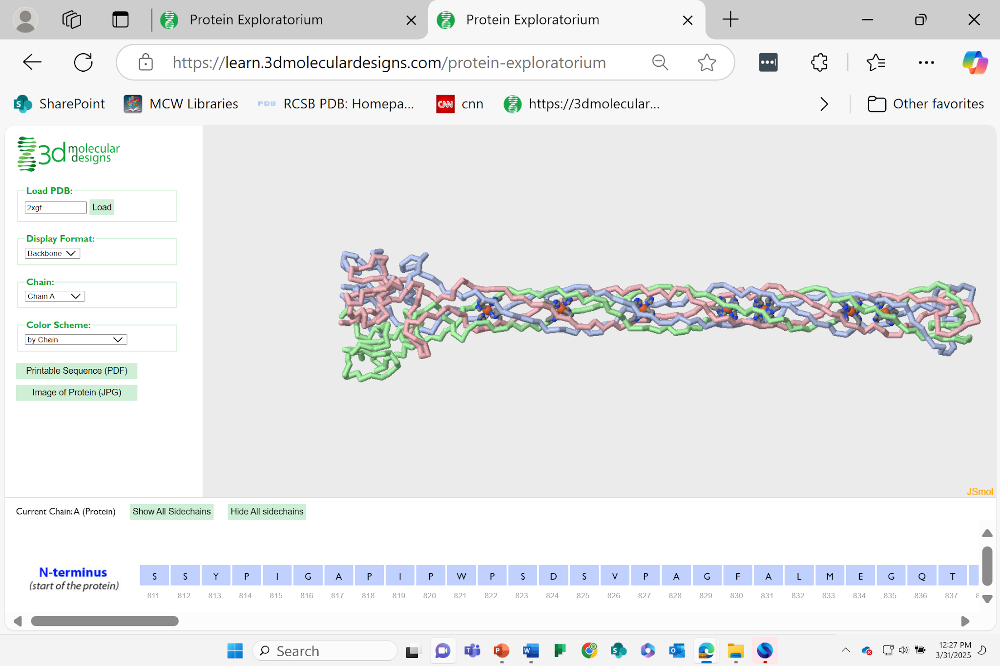 Protein Exploratorium
Protein Exploratorium
https://learn.3dmoleculardesigns.com/protein-exploratorium
SharePoint
MCW Libraries
PDB
RCSB PDB: Homepa...
CNN
cnn
https://3dmolecular...
Other favorites
3d molecular designs
Load PDB:
2xgf
Load
Display Format:
Backbone
Chain:
Chain A
Color Scheme:
by Chain
Printable Sequence (PDF)
Image of Protein (JPG)
JSmol
Current Chain:A (Protein)
Show All Sidechains
Hide All sidechains
N-terminus
(start of the protein)
S S Y P I G A P I P W P S D S V P A G F A L M E G Q T
811 812 813 814 815 816 817 818 819 820 821 822 823 824 825 826 827 828 829 830 831 832 833 834 835 836 837
Search
12:27 PM
3/31/2025